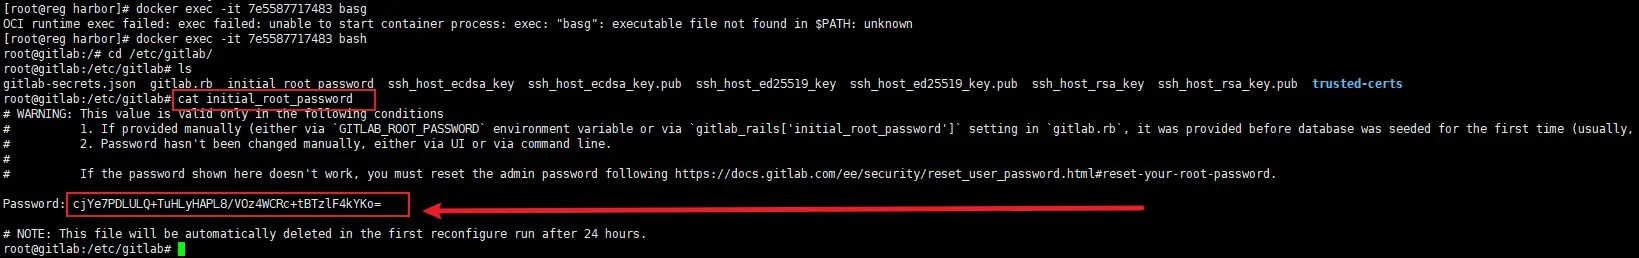 [root@reg harbor]# docker exec -it 7e5587717483 basg
OCI runtime exec failed: exec failed: unable to start container process: exec: "basg": executable file not found in $PATH: unknown
[root@reg harbor]# docker exec -it 7e5587717483 bash
root@gitlab:/# cd /etc/gitlab/
root@gitlab:/etc/gitlab# ls
gitlab-secrets.json  gitlab.rb  initial_root_password  ssh_host_ecdsa_key  ssh_host_ecdsa_key.pub  ssh_host_ed25519_key  ssh_host_ed25519_key.pub  ssh_host_rsa_key  ssh_host_rsa_key.pub  trusted-certs
root@gitlab:/etc/gitlab# cat initial_root_password
# WARNING: This value is valid only in the following conditions
#          1. If provided manually (either via `GITLAB_ROOT_PASSWORD` environment variable or via `gitlab_rails['initial_root_password']` setting in `gitlab.rb`, it was provided before database was seeded for the first time (usually,
#          2. Password hasn't been changed manually, either via UI or via command line.
#
#          If the password shown here doesn't work, you must reset the admin password following https://docs.gitlab.com/ee/security/reset_user_password.html#reset-your-root-password.
Password: cjYe7PDLULQ+TuHLyHAPL8/VOz4WCRc+tBTzlF4kYKo=
# NOTE: This file will be automatically deleted in the first reconfigure run after 24 hours.
root@gitlab:/etc/gitlab#